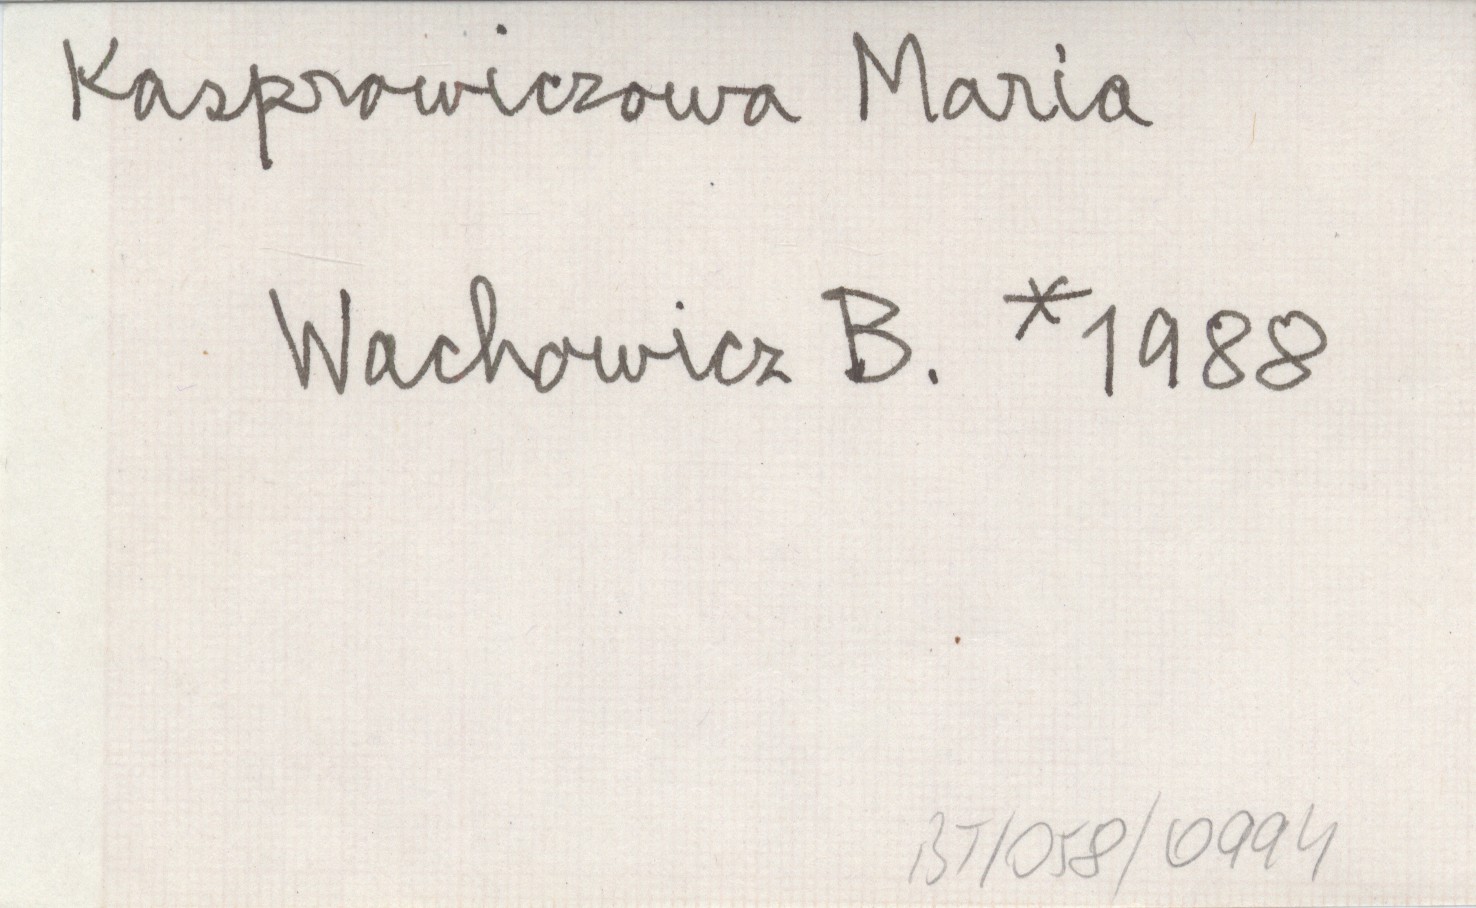 Kasprowiczowa Maria
Wachowicz B. *1988
BT/058/0994